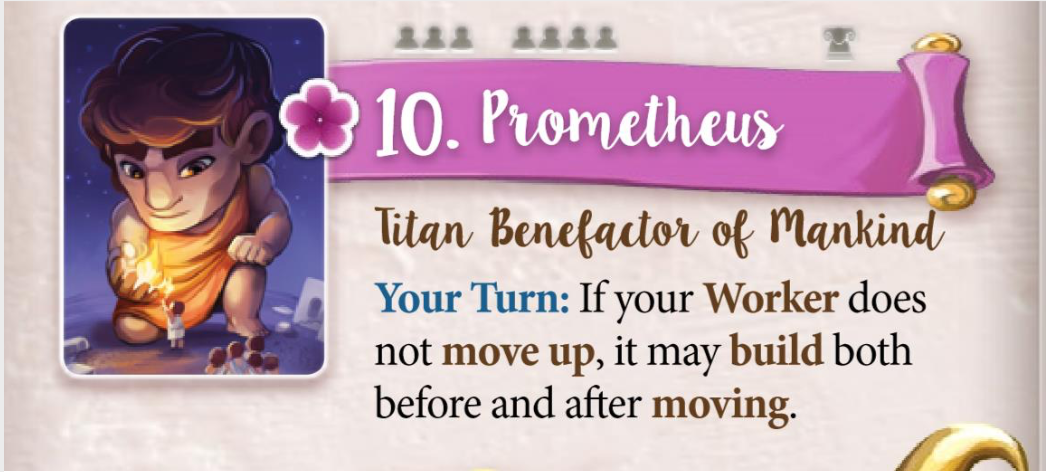 10. Prometheus
Titan Benefactor of Mankind
Your Turn: If your Worker does
not move up, it may build both
before and after moving.